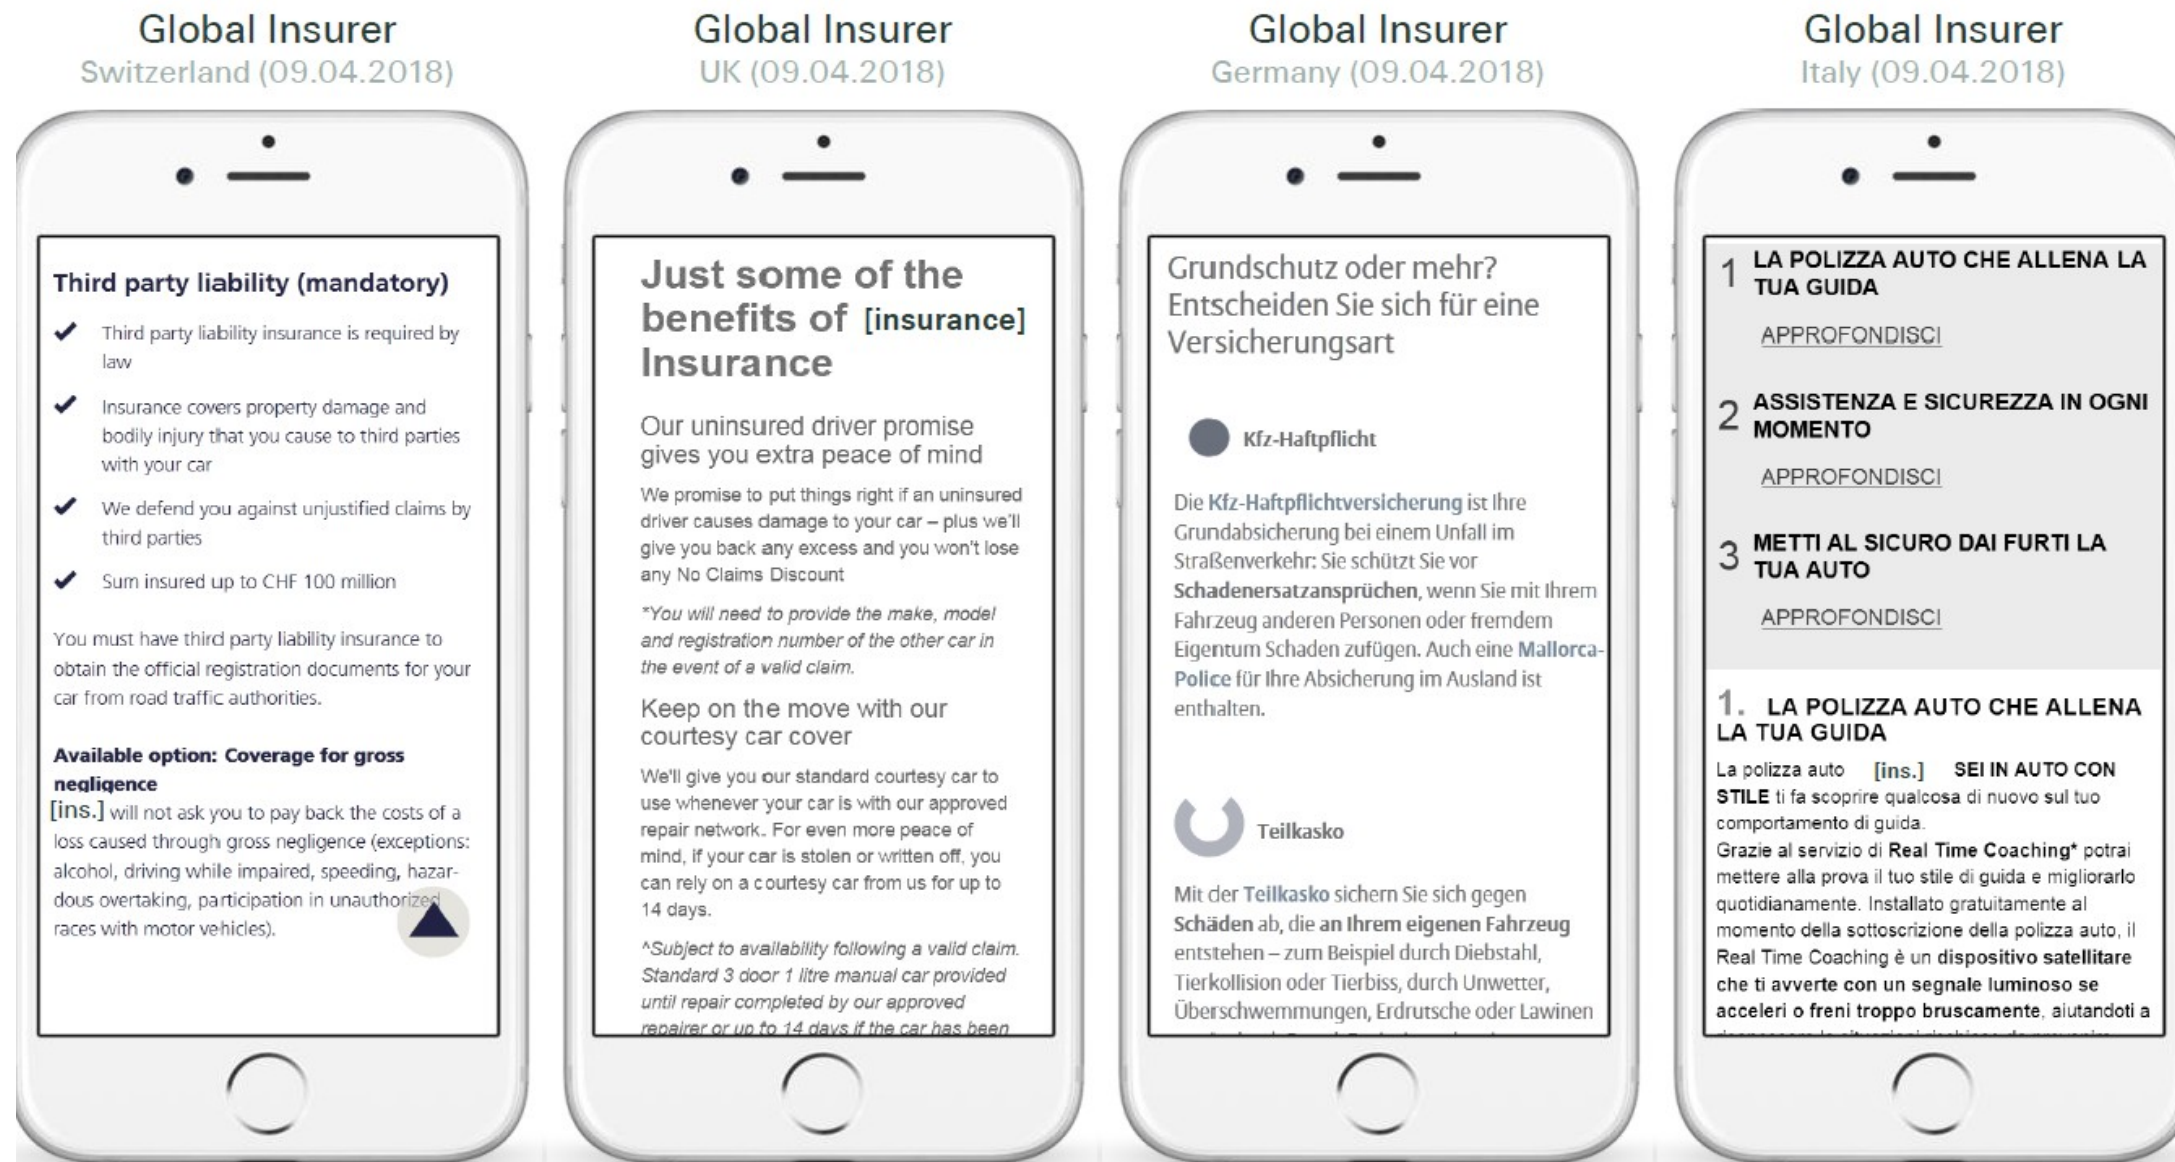 Global Insurer
Switzerland (09.04.2018)
Third party liability (mandatory)
Third party liability insurance is required by
law
Insurance covers property damage and
bodily injury that you cause to third parties
with your car
We defend you against unjustified claims by
third parties
Sum insured up to CHF 100 million
You must have third party liability insurance to
obtain the official registration documents for your
car from road traffic authorities.
Available option: Coverage for gross
negligence
[ins.] will not ask you to pay back the costs of a
loss caused through gross negligence (exceptions:
alcohol, driving while impaired, speeding, hazar-
dous overtaking, participation in unauthorized
races with motor vehicles).
Global Insurer
UK (09.04.2018)
Just some of the
benefits of [insurance]
Insurance
Our uninsured driver promise
gives you extra peace of mind
We promise to put things right if an uninsured
driver causes damage to your car – plus we'll
give you back any excess and you won't lose
any No Claims Discount
*You will need to provide the make, model
and registration number of the other car in
the event of a valid claim.
Keep on the move with our
courtesy car cover
We'll give you our standard courtesy car to
use whenever your car is with our approved
repair network. For even more peace of
mind, if your car is stolen or written off, you
can rely on a courtesy car from us for up to
14 days.
^Subject to availability following a valid claim.
Standard 3 door 1 litre manual car provided
until repair completed by our approved
repairer or up to 14 days if the car has been
Global Insurer
Germany (09.04.2018)
Grundschutz oder mehr?
Entscheiden Sie sich für eine
Versicherungsart
Kfz-Haftpflicht
Die Kfz-Haftpflichtversicherung ist Ihre
Grundabsicherung bei einem Unfall im
Straßenverkehr: Sie schützt Sie vor
Schadenersatzansprüchen, wenn Sie mit Ihrem
Fahrzeug anderen Personen oder fremdem
Eigentum Schaden zufügen. Auch eine Mallorca-
Police für Ihre Absicherung im Ausland ist
enthalten.
Teilkasko
Mit der Teilkasko sichern Sie sich gegen
Schäden ab, die an Ihrem eigenen Fahrzeug
entstehen – zum Beispiel durch Diebstahl,
Tierkollision oder Tierbiss, durch Unwetter,
Überschwemmungen, Erdrutsche oder Lawinen
Global Insurer
Italy (09.04.2018)
1 LA POLIZZA AUTO CHE ALLENA LA
TUA GUIDA
APPROFONDISCI
2 ASSISTENZA E SICUREZZA IN OGNI
MOMENTO
APPROFONDISCI
3 METTI AL SICURO DAI FURTI LA
TUA AUTO
APPROFONDISCI
1. LA POLIZZA AUTO CHE ALLENA
LA TUA GUIDA
La polizza auto [ins.] SEI IN AUTO CON
STILE ti fa scoprire qualcosa di nuovo sul tuo
comportamento di guida.
Grazie al servizio di Real Time Coaching* potrai
mettere alla prova il tuo stile di guida e migliorarlo
quotidianamente. Installato gratuitamente al
momento della sottoscrizione della polizza auto, il
Real Time Coaching è un dispositivo satellitare
che ti avverte con un segnale luminoso se
acceleri o freni troppo bruscamente, aiutandoti a